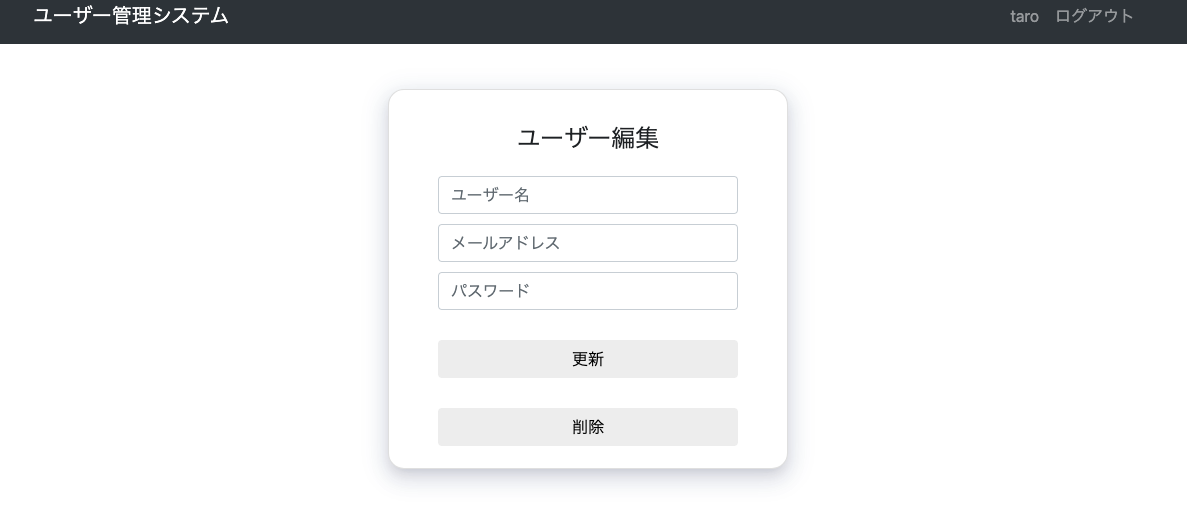 ユーザー管理システム
taro ログアウト
ユーザー編集
ユーザー名
メールアドレス
パスワード
更新
削除